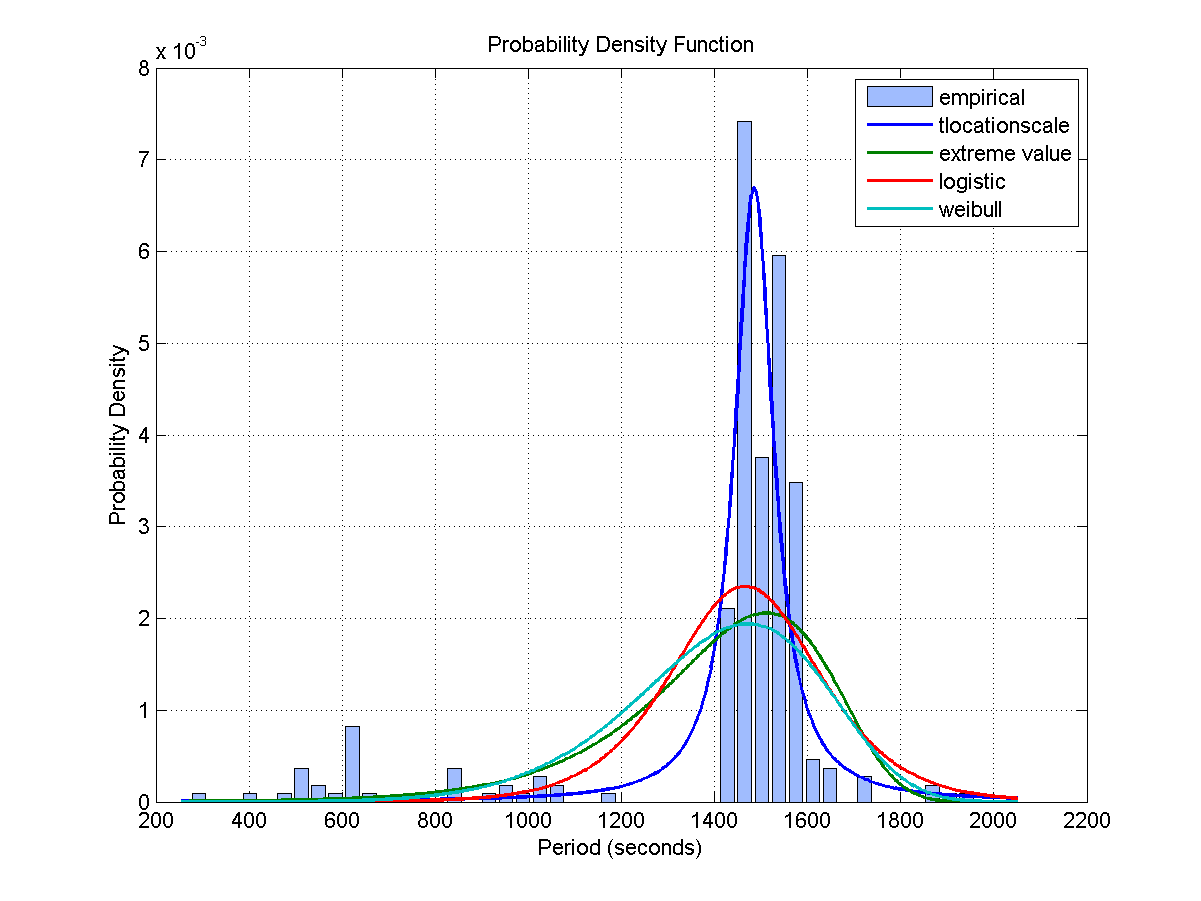 Probability Density Function
x 10-3
8
7
6
5
4
3
2
1
0
Probability Density
200 400 600 800 1000 1200 1400 1600 1800 2000 2200
Period (seconds)
empirical
tlocationscale
extreme value
logistic
weibull